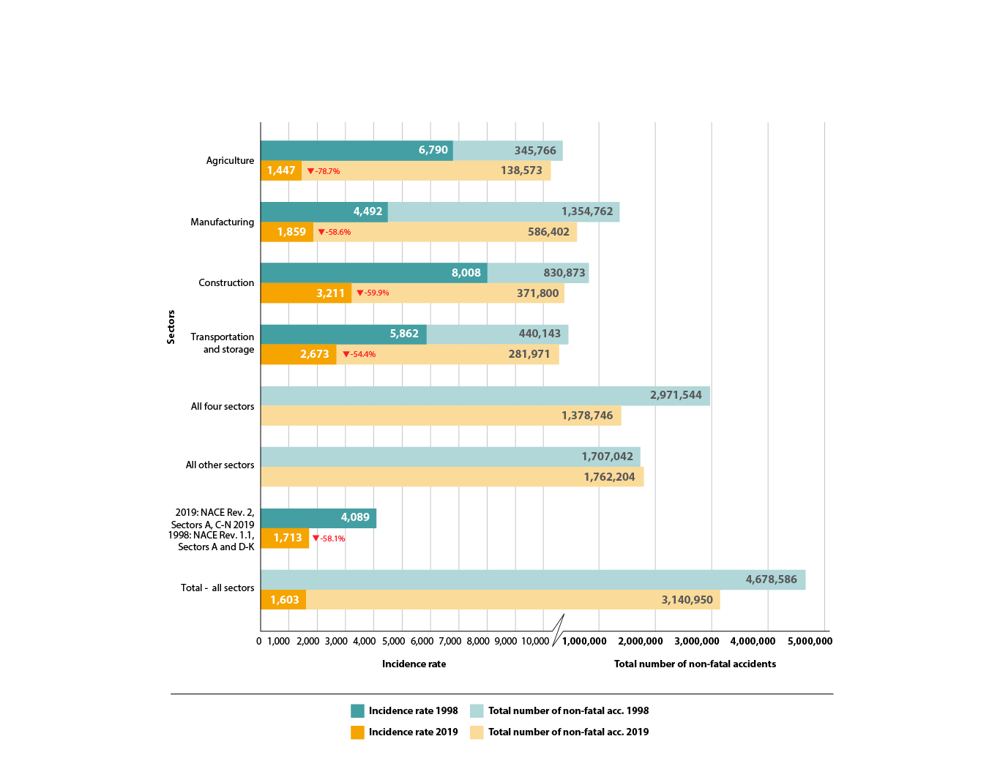 6,790
345,766
Agriculture
1,447
▼-78.7%
138,573
4,492
1,354,762
Manufacturing
1,859
▼-58.6%
586,402
8,008
830,873
Construction
3,211
▼-59.9%
371,800
Sectors
5,862
440,143
Transportation
and storage
2,673
▼-54.4%
281,971
2,971,544
All four sectors
1,378,746
1,707,042
All other sectors
1,762,204
2019: NACE Rev. 2,
Sectors A, C-N 2019
1998: NACE Rev. 1.1,
Sectors A and D-K
4,089
1,713
▼-58.1%
4,678,586
Total - all sectors
1,603
3,140,950
0 1,000 2,000 3,000 4,000 5,000 6,000 7,000 8,000 9,000 10,000 1,000,000 2,000,000 3,000,000 4,000,000 5,000,000
Incidence rate Total number of non-fatal accidents
Incidence rate 1998 Total number of non-fatal acc. 1998
Incidence rate 2019 Total number of non-fatal acc. 2019